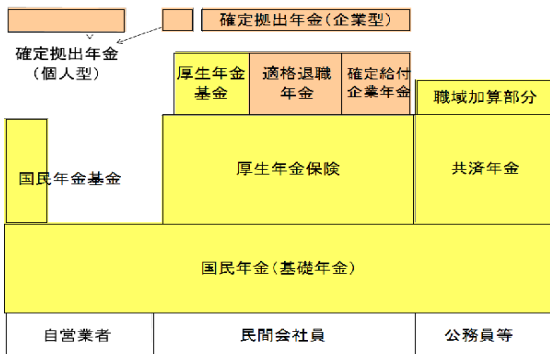 確定拠出年金(企業型)
確定拠出年金
(個人型)
厚生年金
基金
適格退職
年金
確定給付
企業年金
職域加算部分
国民年金基金
厚生年金保険
共済年金
国民年金(基礎年金)
自営業者
民間会社員
公務員等